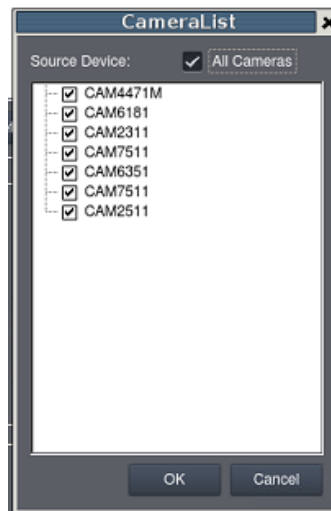 CameraList
Source Device: All Cameras
CAM4471M
CAM6181
CAM2311
CAM7511
CAM6351
CAM7511
CAM2511
OK Cancel